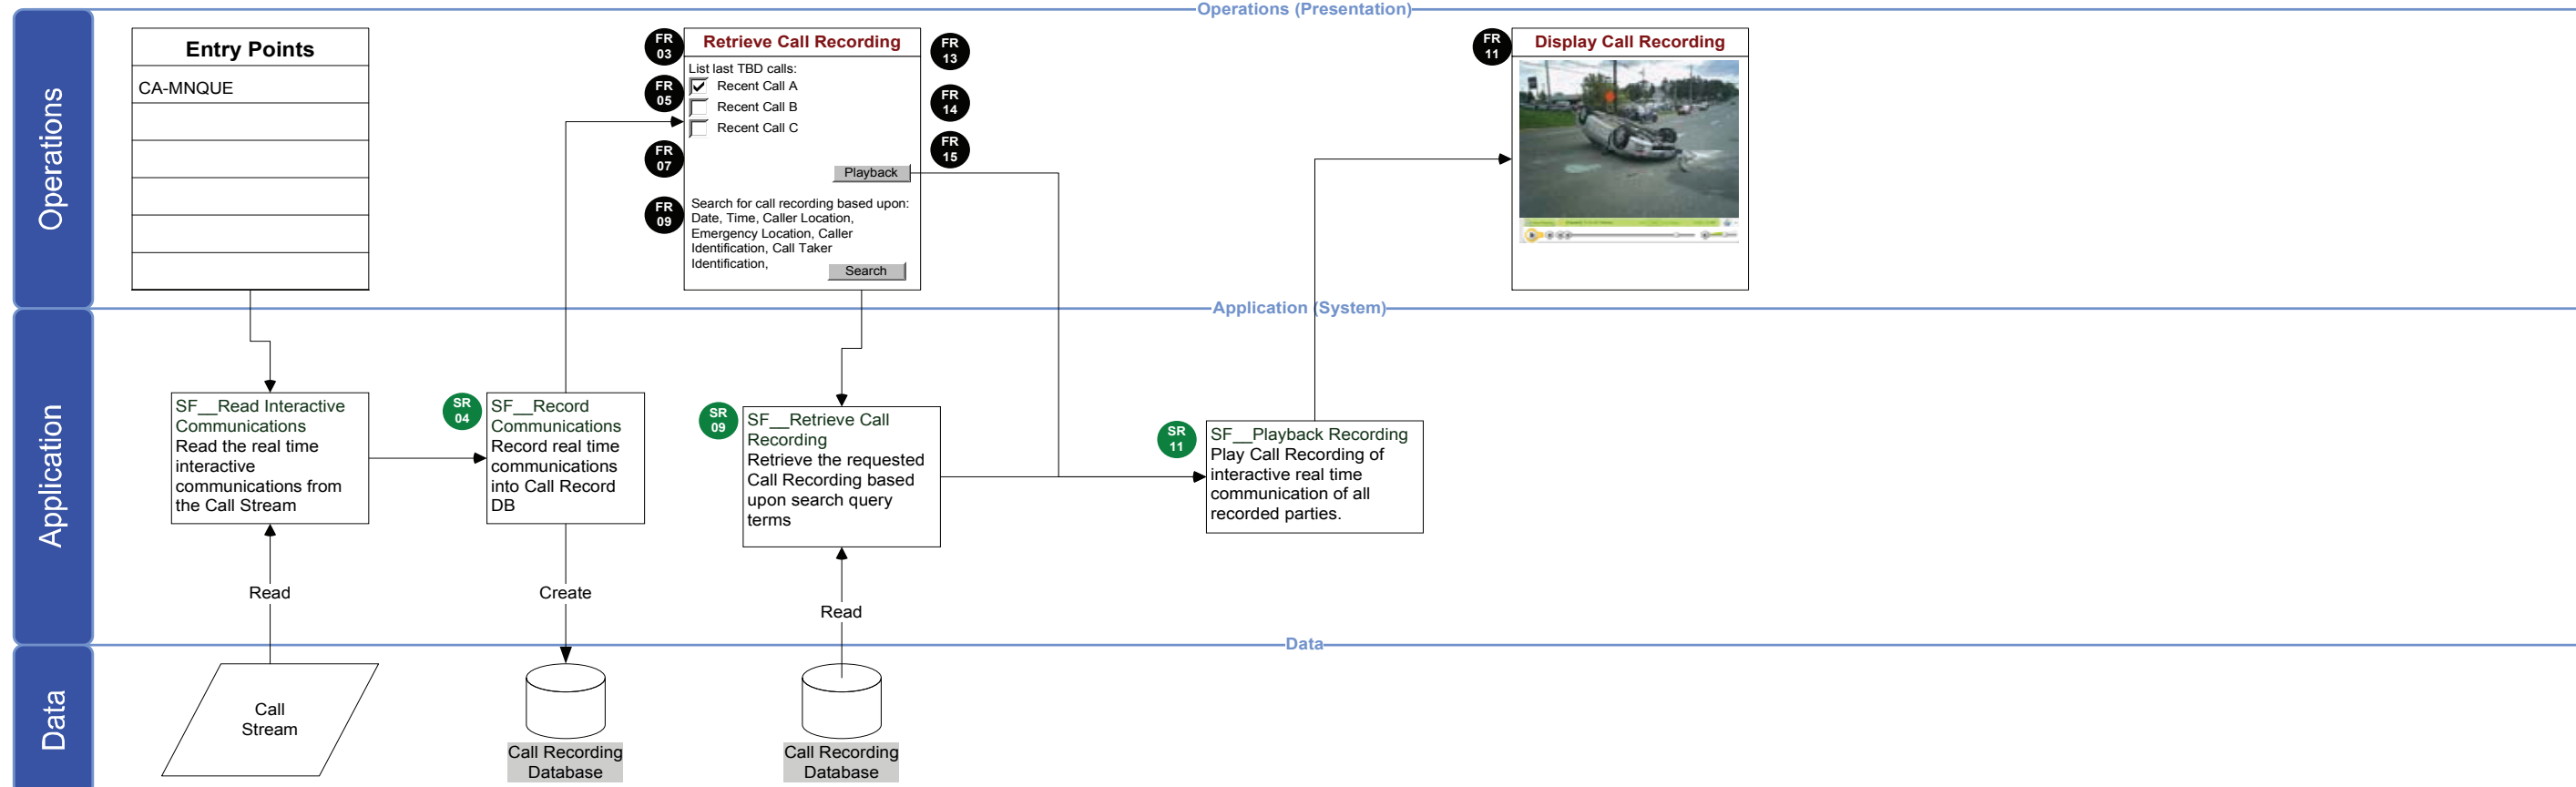 Operations (Presentation)
Operations
Entry Points
CA-MNQUE
FR
03
FR
05
FR
07
FR
09
Retrieve Call Recording
List last TBD calls:
Recent Call A
Recent Call B
Recent Call C
Playback
Search for call recording based upon:
Date, Time, Caller Location,
Emergency Location, Caller
Identification, Call Taker
Identification,
Search
FR
13
FR
14
FR
15
FR
11
Display Call Recording
Application (System)
Application
SF__Read Interactive
Communications
Read the real time
interactive
communications from
the Call Stream
SR
04
SF__Record
Communications
Record real time
communications
into Call Record
DB
SR
09
SF__Retrieve Call
Recording
Retrieve the requested
Call Recording based
upon search query
terms
SR
11
SF__Playback Recording
Play Call Recording of
interactive real time
communication of all
recorded parties.
Read
Create
Read
Data
Data
Call
Stream
Call Recording
Database
Call Recording
Database